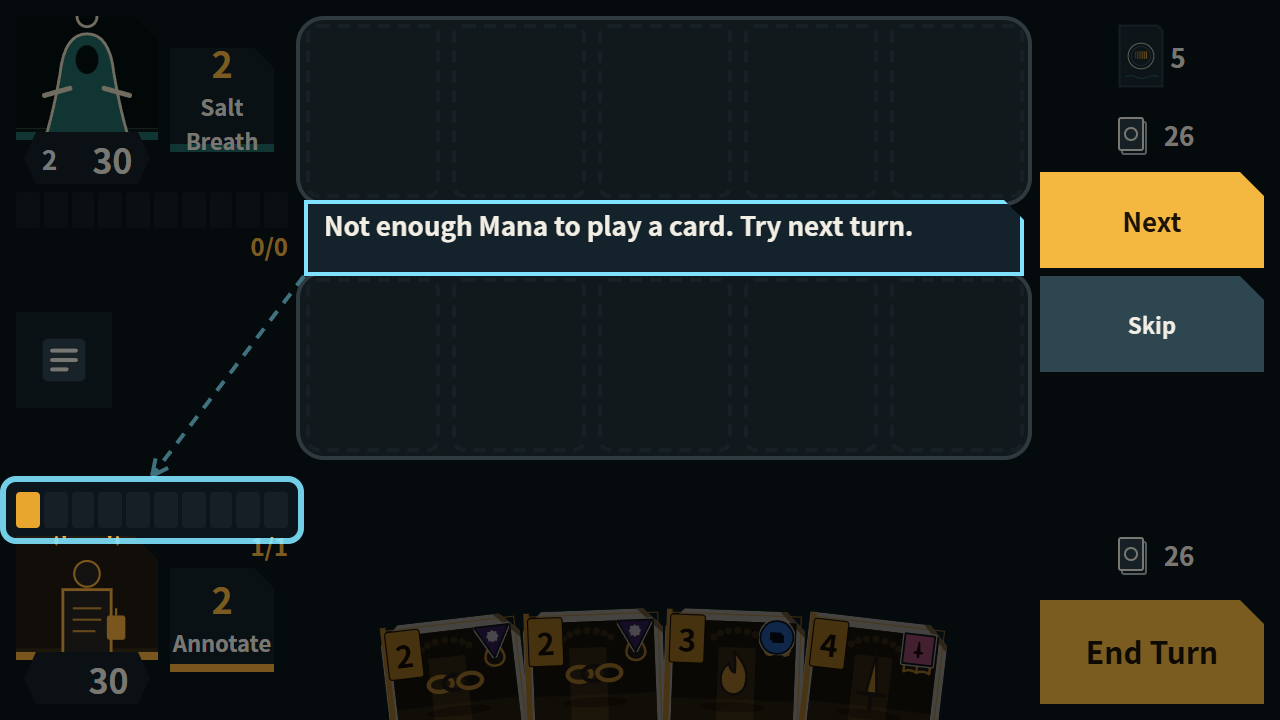 2
Salt
Breath
2 30
0/0
5
26
Not enough Mana to play a card. Try next turn.
Next
Skip
1/1
2
Annotate
30
2
2
3
4
26
End Turn